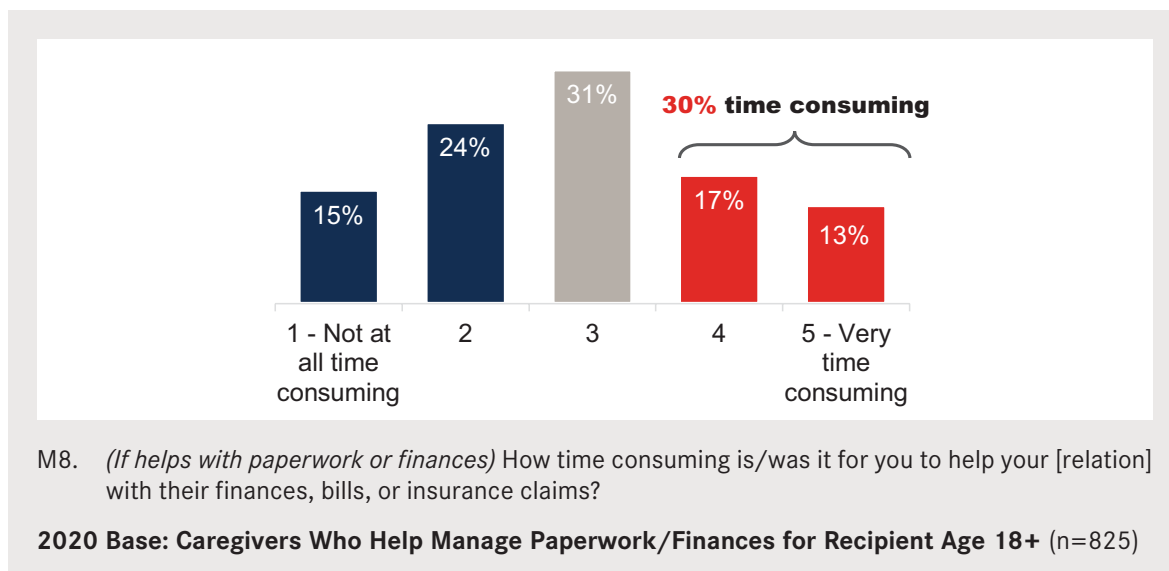 31%
30% time consuming
24%
17%
15%
13%
1 - Not at all time consuming
2
3
4
5 - Very time consuming
M8. (If helps with paperwork or finances) How time consuming is/was it for you to help your [relation]
with their finances, bills, or insurance claims?
2020 Base: Caregivers Who Help Manage Paperwork/Finances for Recipient Age 18+ (n=825)